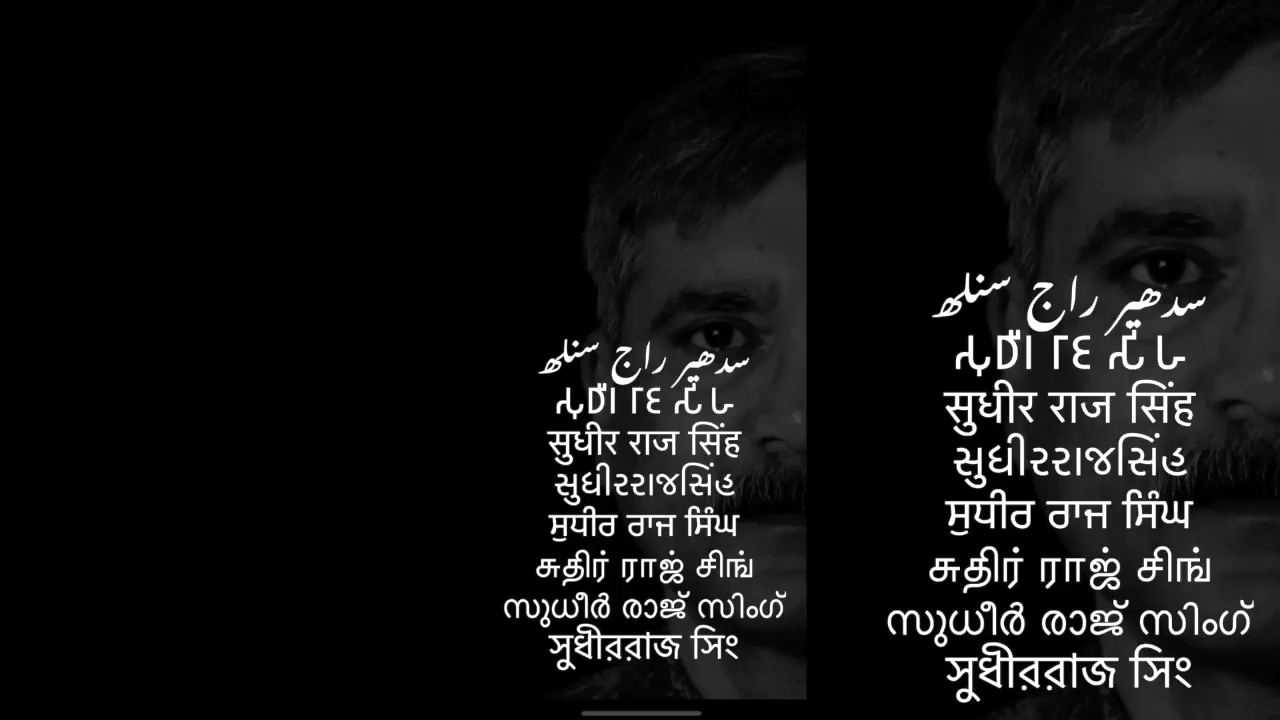 سدھیر راج سنلھ
सुधीर राज सिंह
સુધીરરાજસિંહ
ਸੁਧੀਰ ਰਾਜ ਸਿੰਘ
சுதிர் ராஜ் சிங்
സുധീർ രാജ് സിംഗ്
সুধীররাজ সিং
سدھیر راج سنلھ
सुधीर राज सिंह
સુધીરરાજસિંહ
ਸੁਧੀਰ ਰਾਜ ਸਿੰਘ
சுதிர் ராஜ் சிங்
സുധീർ രാജ് സിംഗ്
সুধীররাজ সিং